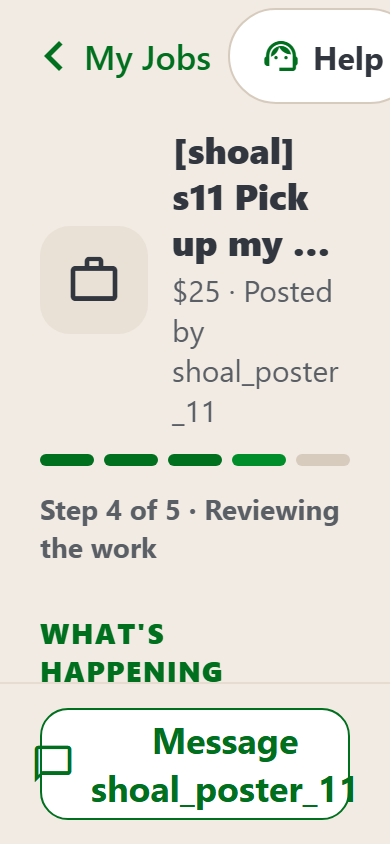 My Jobs
Help
[shoal]
s11 Pick
up my ...
$25 · Posted
by
shoal_poster
_11
Step 4 of 5 · Reviewing
the work
WHAT'S
HAPPENING
Message
shoal_poster_11